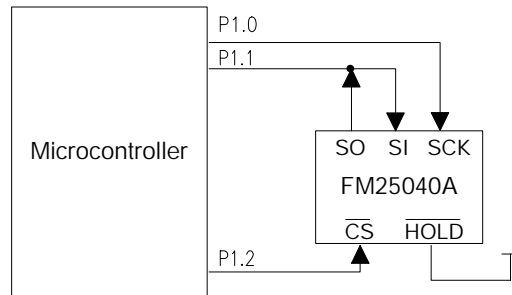 P1.0
P1.1
Microcontroller
SO SI SCK
FM25040A
CS HOLD
P1.2